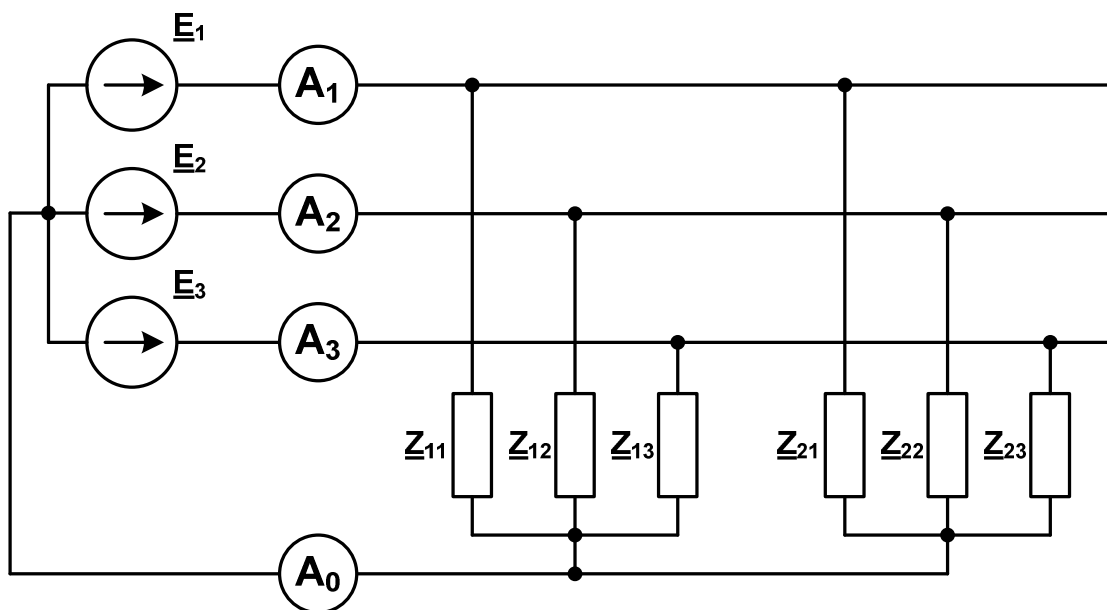 E₁
A₁
E₂
A₂
E₃
A₃
Z₁₁ Z₁₂ Z₁₃ Z₂₁ Z₂₂ Z₂₃
A₀